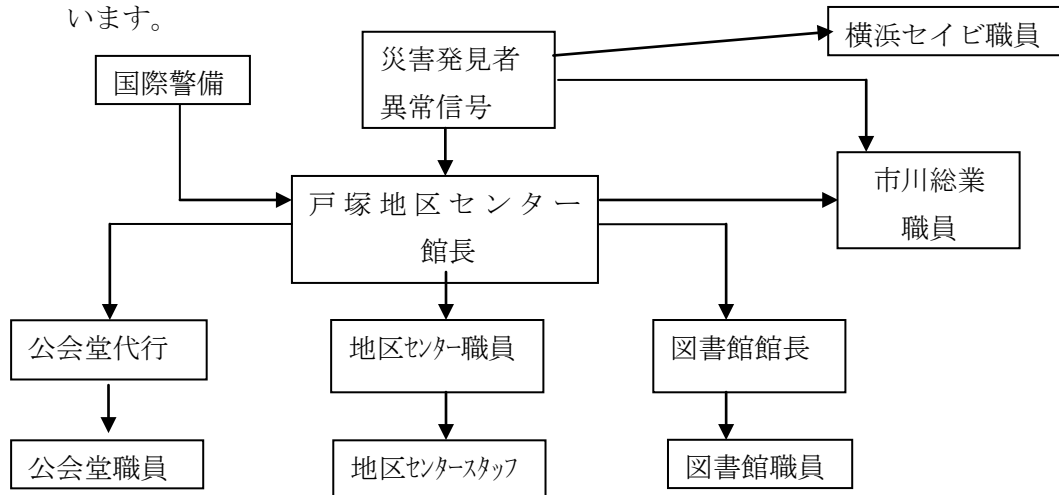 います。
横浜セイビ職員
災害発見者
異常信号
国際警備
市川総業
職員
戸塚地区センター
館長
公会堂代行
地区センター職員
図書館館長
公会堂職員
地区センタースタッフ
図書館職員